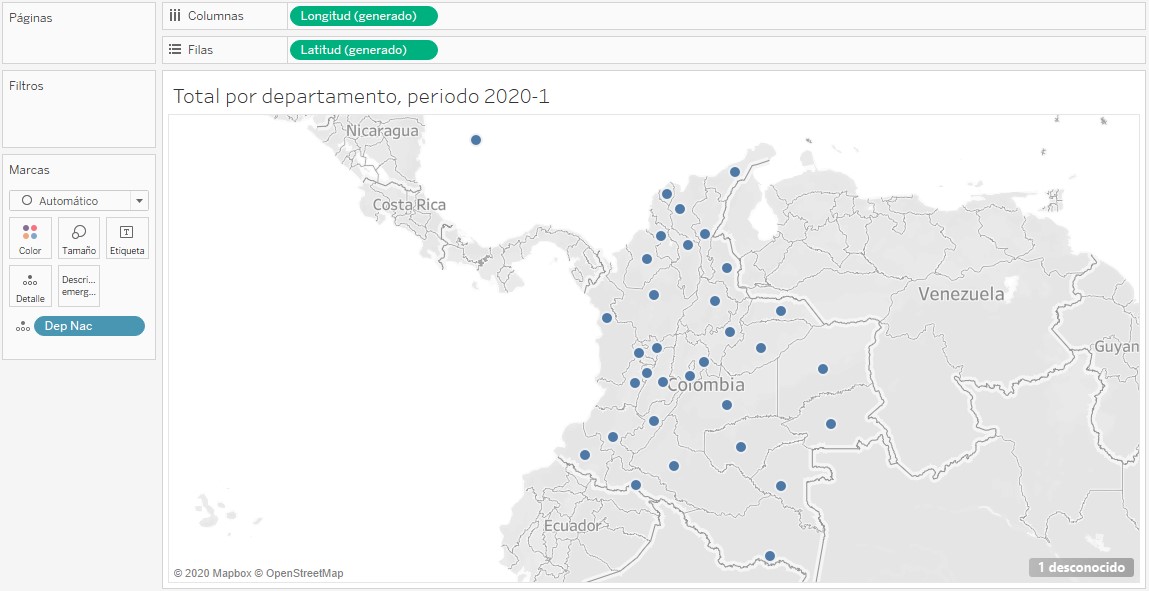 Páginas
Columnas
Longitud (generado)
Filas
Latitud (generado)
Filtros
Marcas
Automático
Color
Tamaño
Etiqueta
Detalle
Descri...
emerg...
Dep Nac
Total por departamento, periodo 2020-1
Nicaragua
Costa Rica
Venezuela
Guyan
Colombia
Ecuador
© 2020 Mapbox © OpenStreetMap
1 desconocido